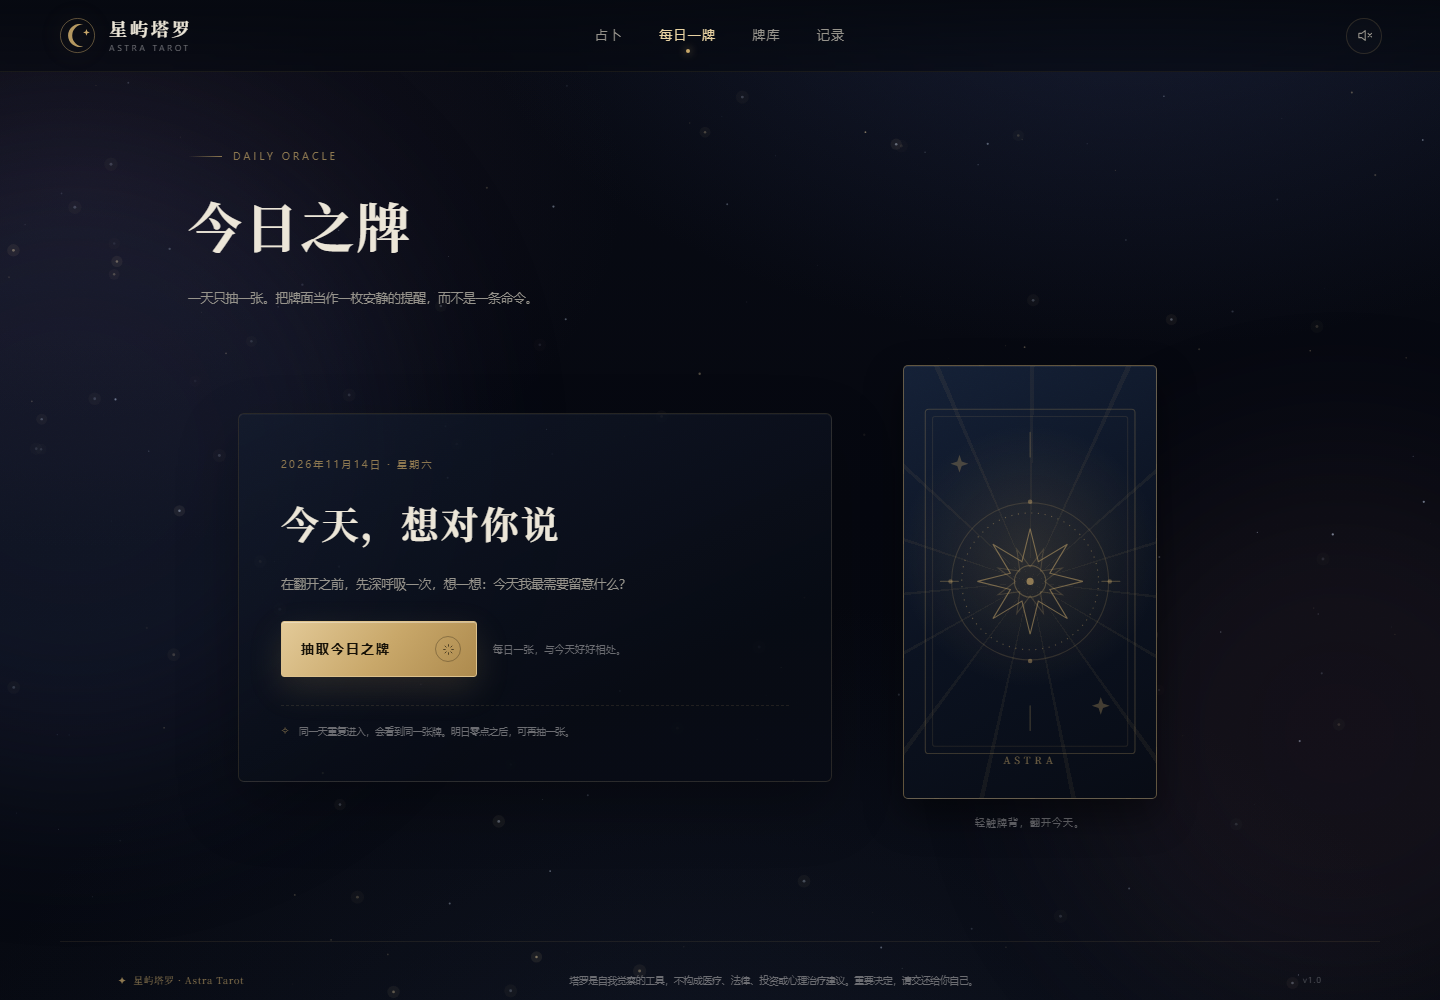 星屿塔罗
ASTRA TAROT
占卜
每日一牌
牌库
记录
DAILY ORACLE
今日之牌
一天只抽一张。把牌面当作一枚安静的提醒，而不是一条命令。
2026年11月14日 · 星期六
今天，想对你说
在翻开之前，先深呼吸一次，想一想：今天我最需要留意什么？
抽取今日之牌
每日一张，与今天好好相处。
同一天重复进入，会看到同一张牌。明日零点之后，可再抽一张。
ASTRA
轻触牌背，翻开今天。
星屿塔罗 · Astra Tarot
塔罗是自我觉察的工具，不构成医疗、法律、投资或心理治疗建议。重要决定，请交还给你自己。
v1.0